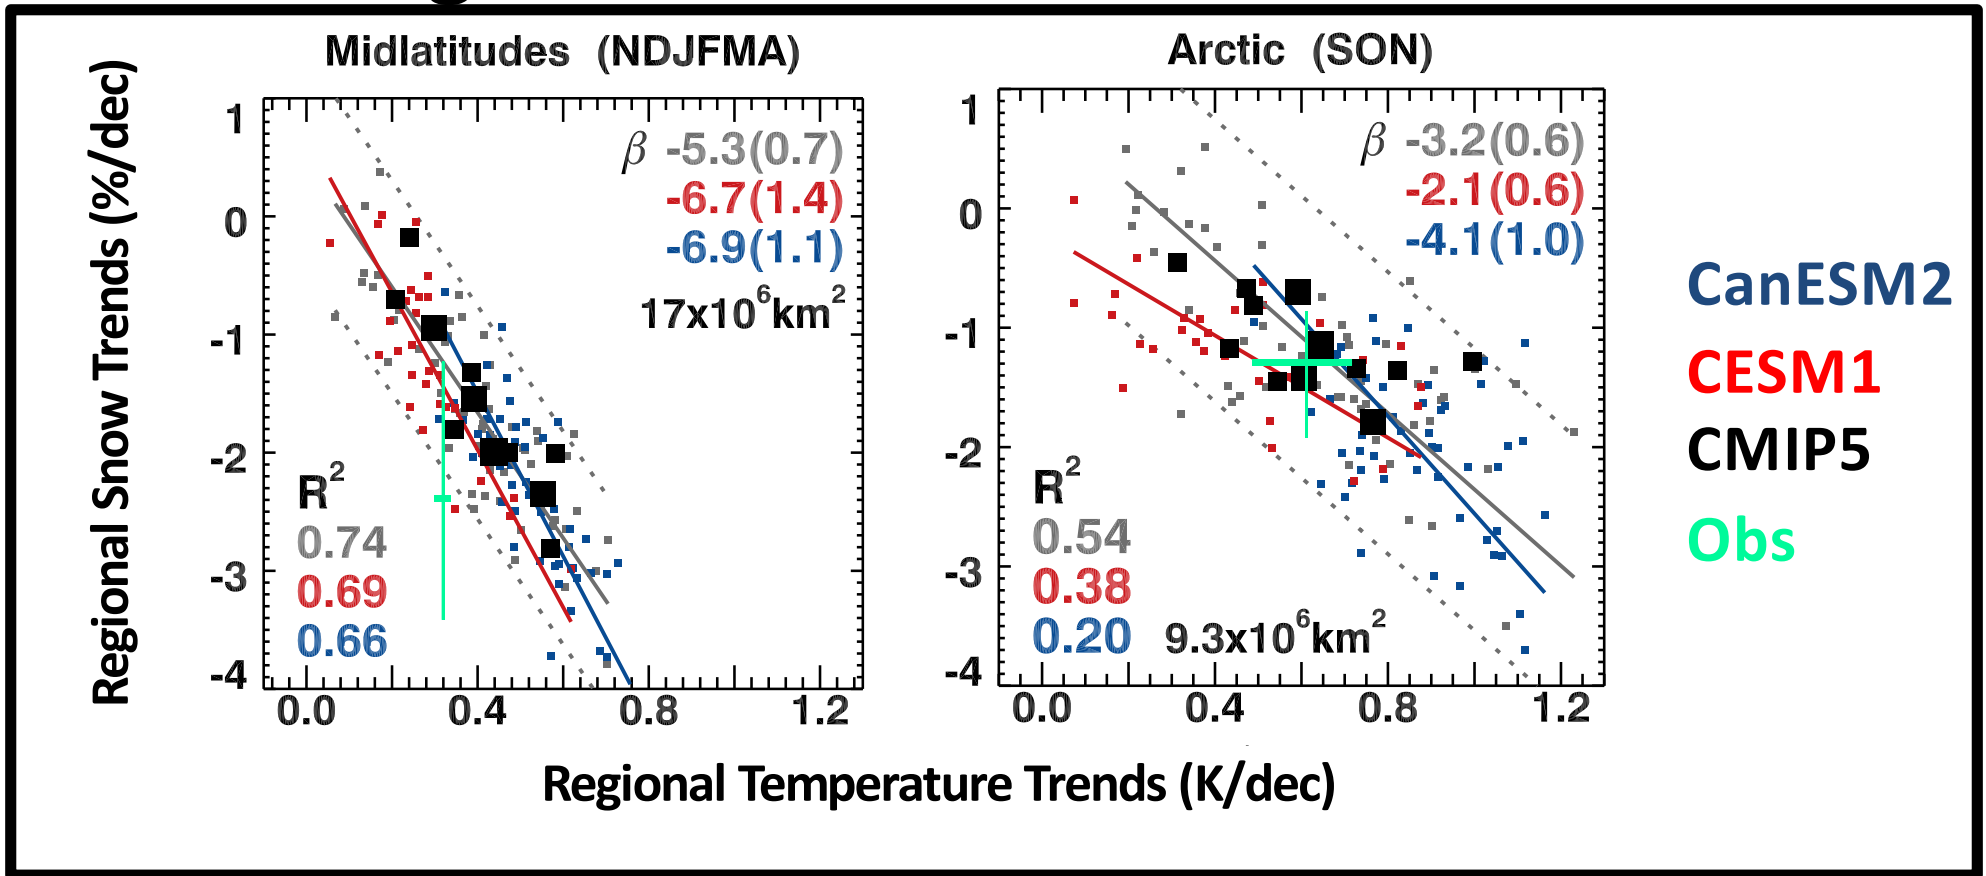 Midlatitudes (NDJFMA)
Arctic (SON)
Regional Snow Trends (%/dec)
1
0
-1
-2
-3
-4
β -5.3(0.7)
-6.7(1.4)
-6.9(1.1)
17x10⁶km²
R²
0.74
0.69
0.66
0.0 0.4 0.8 1.2
1
0
-1
-2
-3
-4
β -3.2(0.6)
-2.1(0.6)
-4.1(1.0)
R²
0.54
0.38
0.20
9.3x10⁶km²
0.0 0.4 0.8 1.2
Regional Temperature Trends (K/dec)
CanESM2
CESM1
CMIP5
Obs